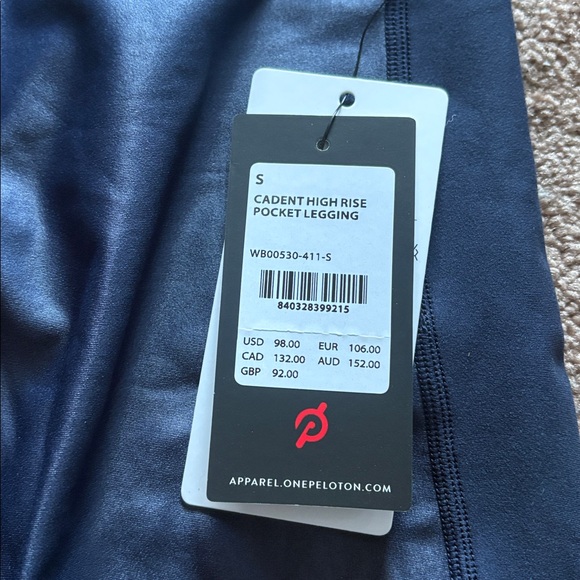 S
CADENT HIGH RISE
POCKET LEGGING
WB00530-411-S
840328399215
USD 98.00 EUR 106.00
CAD 132.00 AUD 152.00
GBP 92.00
APPAREL.ONEPELOTON.COM